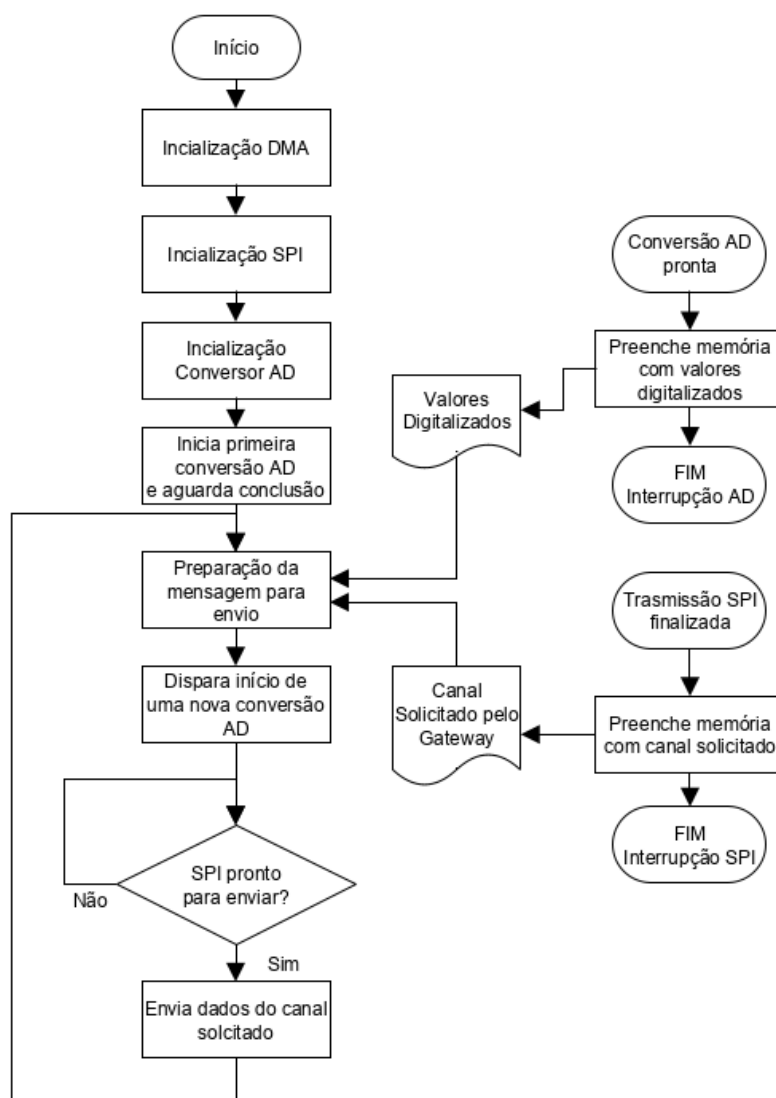 Início
Incialização DMA
Incialização SPI
Incialização
Conversor AD
Inicia primeira
conversão AD
e aguarda conclusão
Preparação da
mensagem para
envio
Dispara início de
uma nova conversão
AD
SPI pronto
para enviar?
Não
Sim
Envia dados do canal
solcitado
Valores
Digitalizados
Canal
Solicitado pelo
Gateway
Conversão AD
pronta
Preenche memória
com valores
digitalizados
FIM
Interrupção AD
Trasmissão SPI
finalizada
Preenche memória
com canal solicitado
FIM
Interrupção SPI